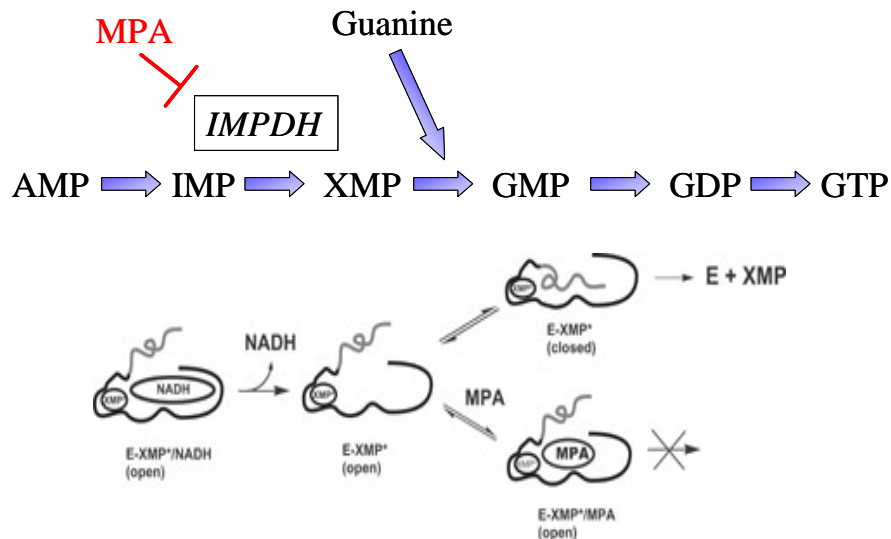 MPA
Guanine
IMPDH
AMP IMP XMP GMP GDP GTP
XMP* E + XMP
E-XMP*
(closed)
NADH
XMP* NADH XMP* MPA
E-XMP*/NADH
(open)
E-XMP*
(open)
XMP* MPA
E-XMP*/MPA
(open)